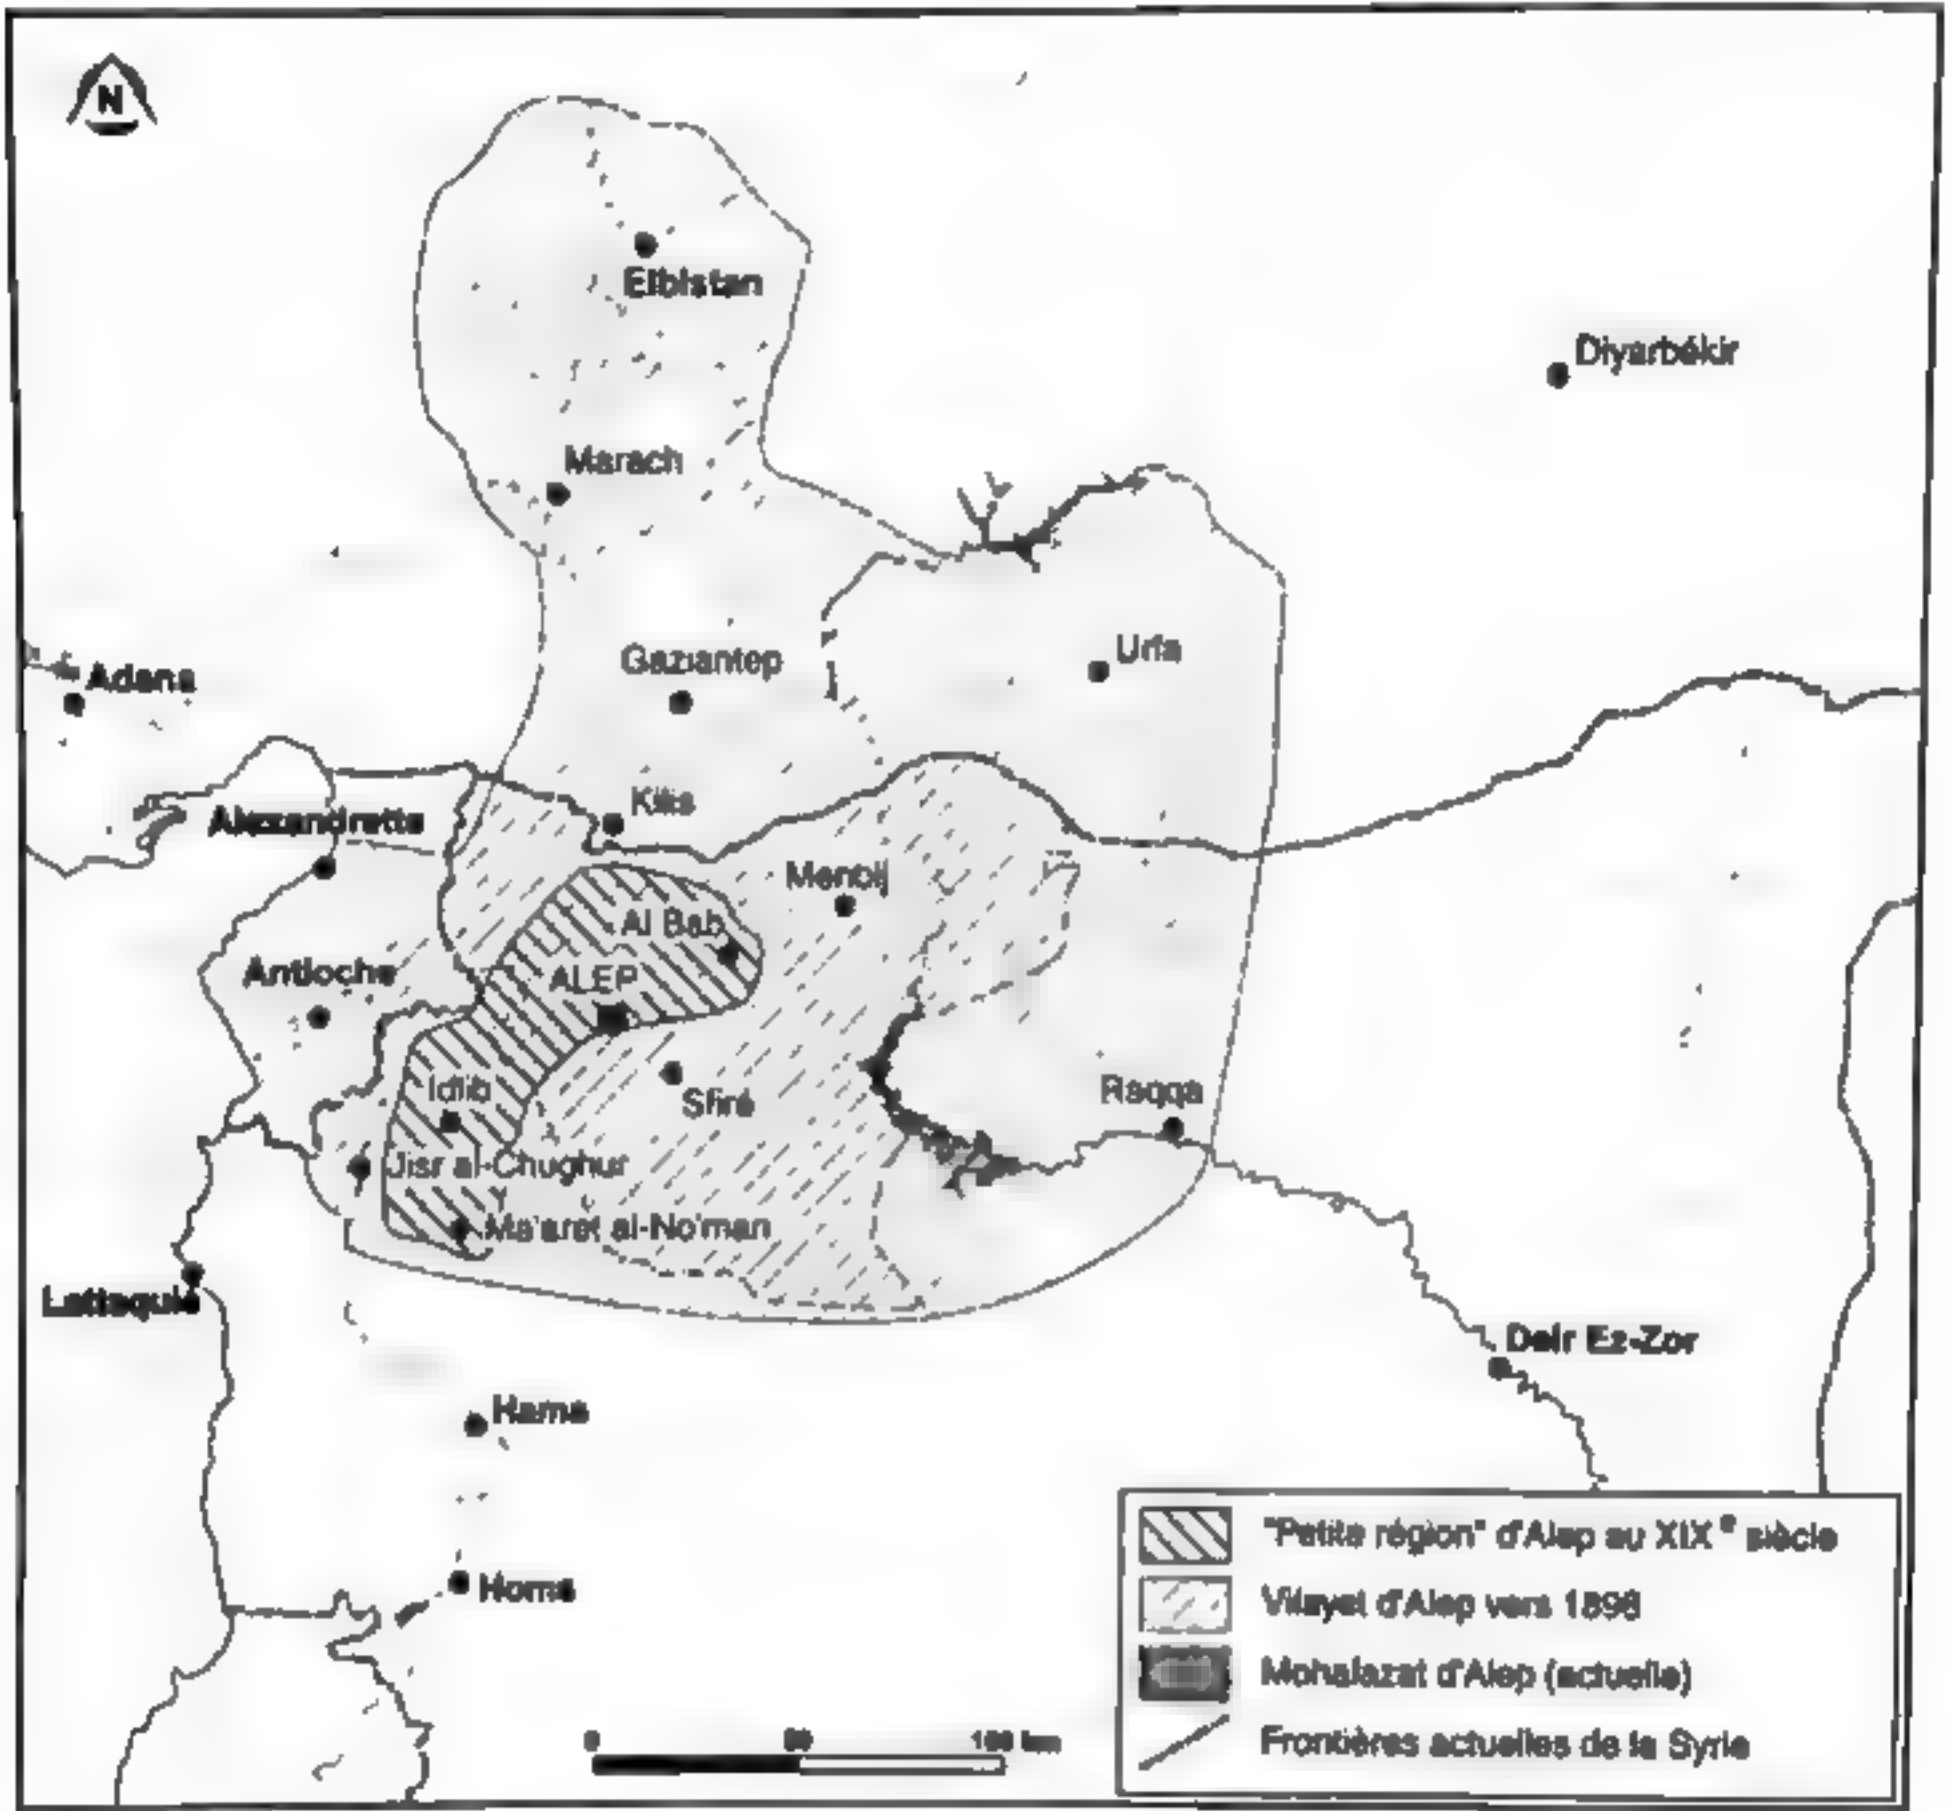 N
Elbistan
Diyarbékir
Marach
Urfa
Gaziantep
Adana
Kilis
Alexandrette
Menbij
Al Bab
Antioche
ALEP
Idlib
Sfiré
Raqqa
Jisr al-Chughur
Ma'aret al-No'man
Lattaquié
Deir Ez-Zor
Hama
Homs
"Petite région" d'Alep au XIXe siècle
Vilayet d'Alep vers 1898
Mohafazat d'Alep (actuelle)
Frontières actuelles de la Syrie
0 50 100 km